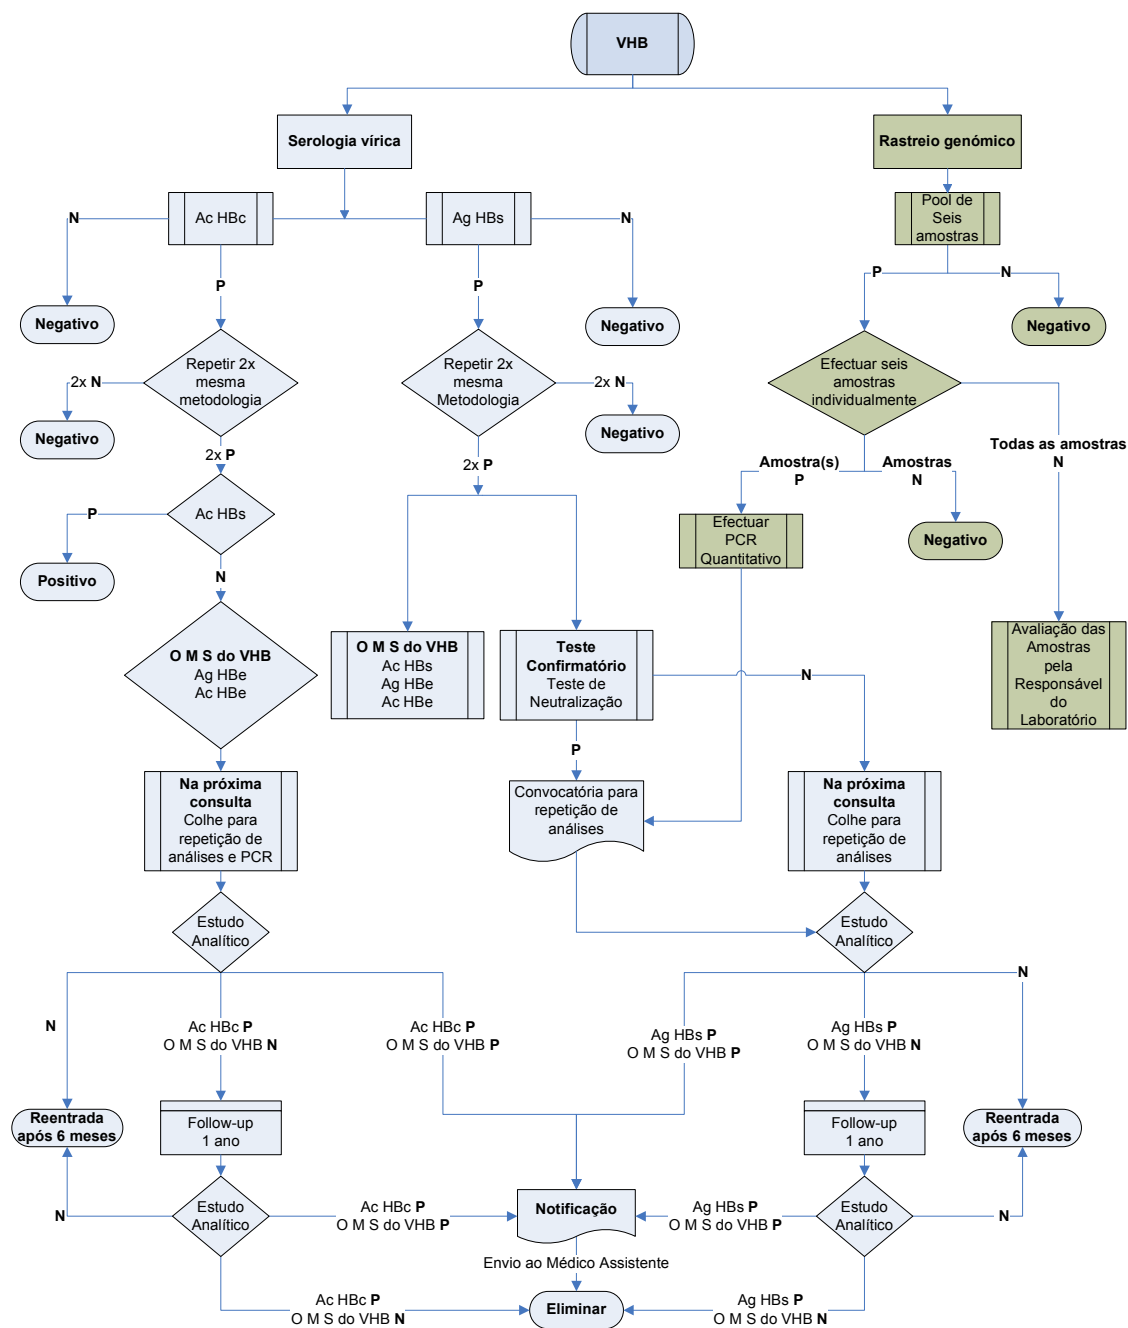 VHB
Serologia vírica
Rastreio genómico
N
Ac HBc
Ag HBs
N
Pool de
Seis
amostras
P
P
P
N
Negativo
Negativo
Negativo
Repetir 2x
mesma
metodologia
Repetir 2x
mesma
Metodologia
Efectuar seis
amostras
individualmente
2x N
2x N
Negativo
Negativo
2x P
2x P
Todas as amostras
N
Amostra(s)
P
Amostras
N
P
Ac HBs
Efectuar
PCR
Quantitativo
Negativo
Positivo
N
O M S do VHB
Ag HBe
Ac HBe
O M S do VHB
Ac HBs
Ag HBe
Ac HBe
Teste
Confirmatório
Teste de
Neutralização
N
Avaliação das
Amostras
pela
Responsável
do
Laboratório
P
Na próxima
consulta
Colhe para
repetição de
análises e PCR
Convocatória para
repetição de
análises
Na próxima
consulta
Colhe para
repetição de
análises
Estudo
Analítico
Estudo
Analítico
N
Ac HBc P
O M S do VHB N
Ac HBc P
O M S do VHB P
Ag HBs P
O M S do VHB P
Ag HBs P
O M S do VHB N
N
Reentrada
após 6 meses
Follow-up
1 ano
Follow-up
1 ano
Reentrada
após 6 meses
N
Estudo
Analítico
Ac HBc P
O M S do VHB P
Notificação
Ag HBs P
O M S do VHB P
Estudo
Analítico
N
Envio ao Médico Assistente
Ac HBc P
O M S do VHB N
Eliminar
Ag HBs P
O M S do VHB N